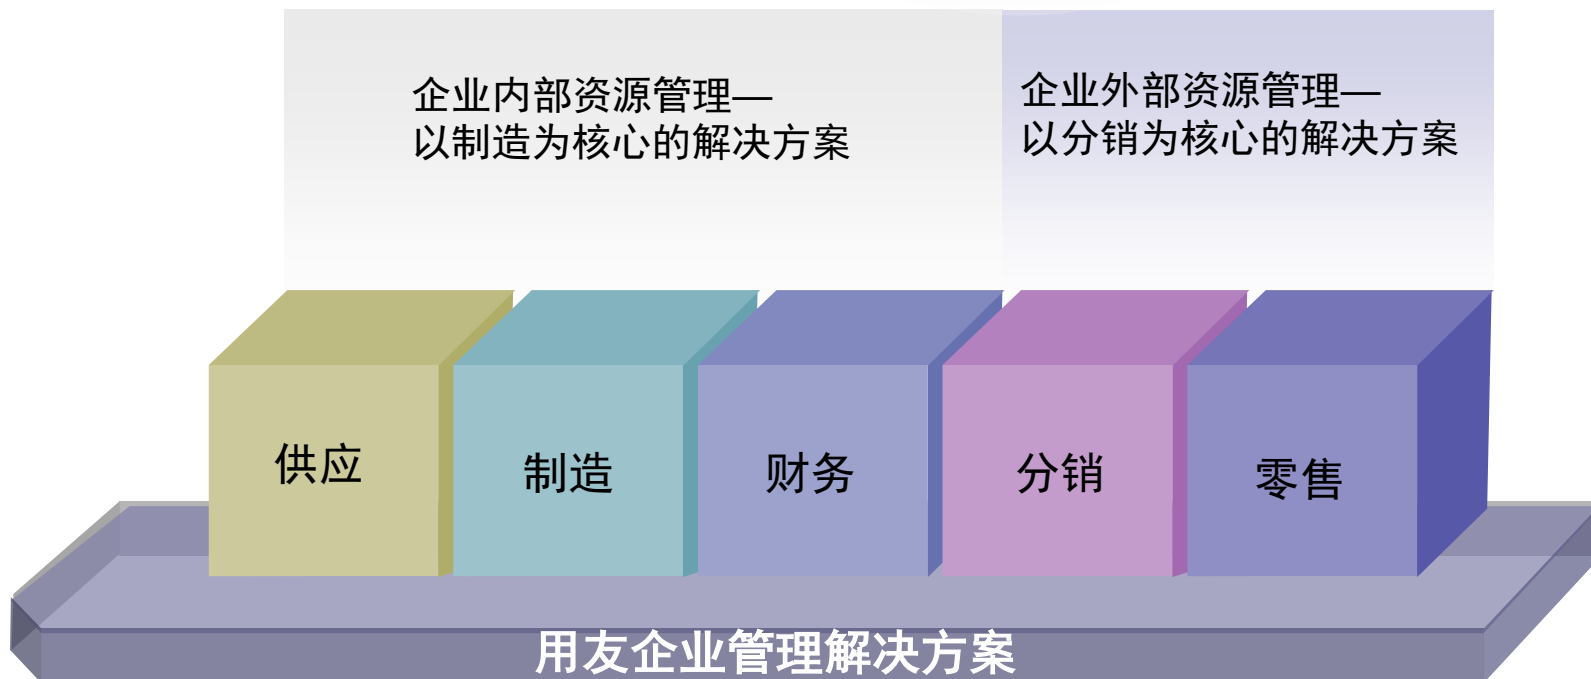 企业内部资源管理—
以制造为核心的解决方案
企业外部资源管理—
以分销为核心的解决方案
供应
制造
财务
分销
零售
用友企业管理解决方案